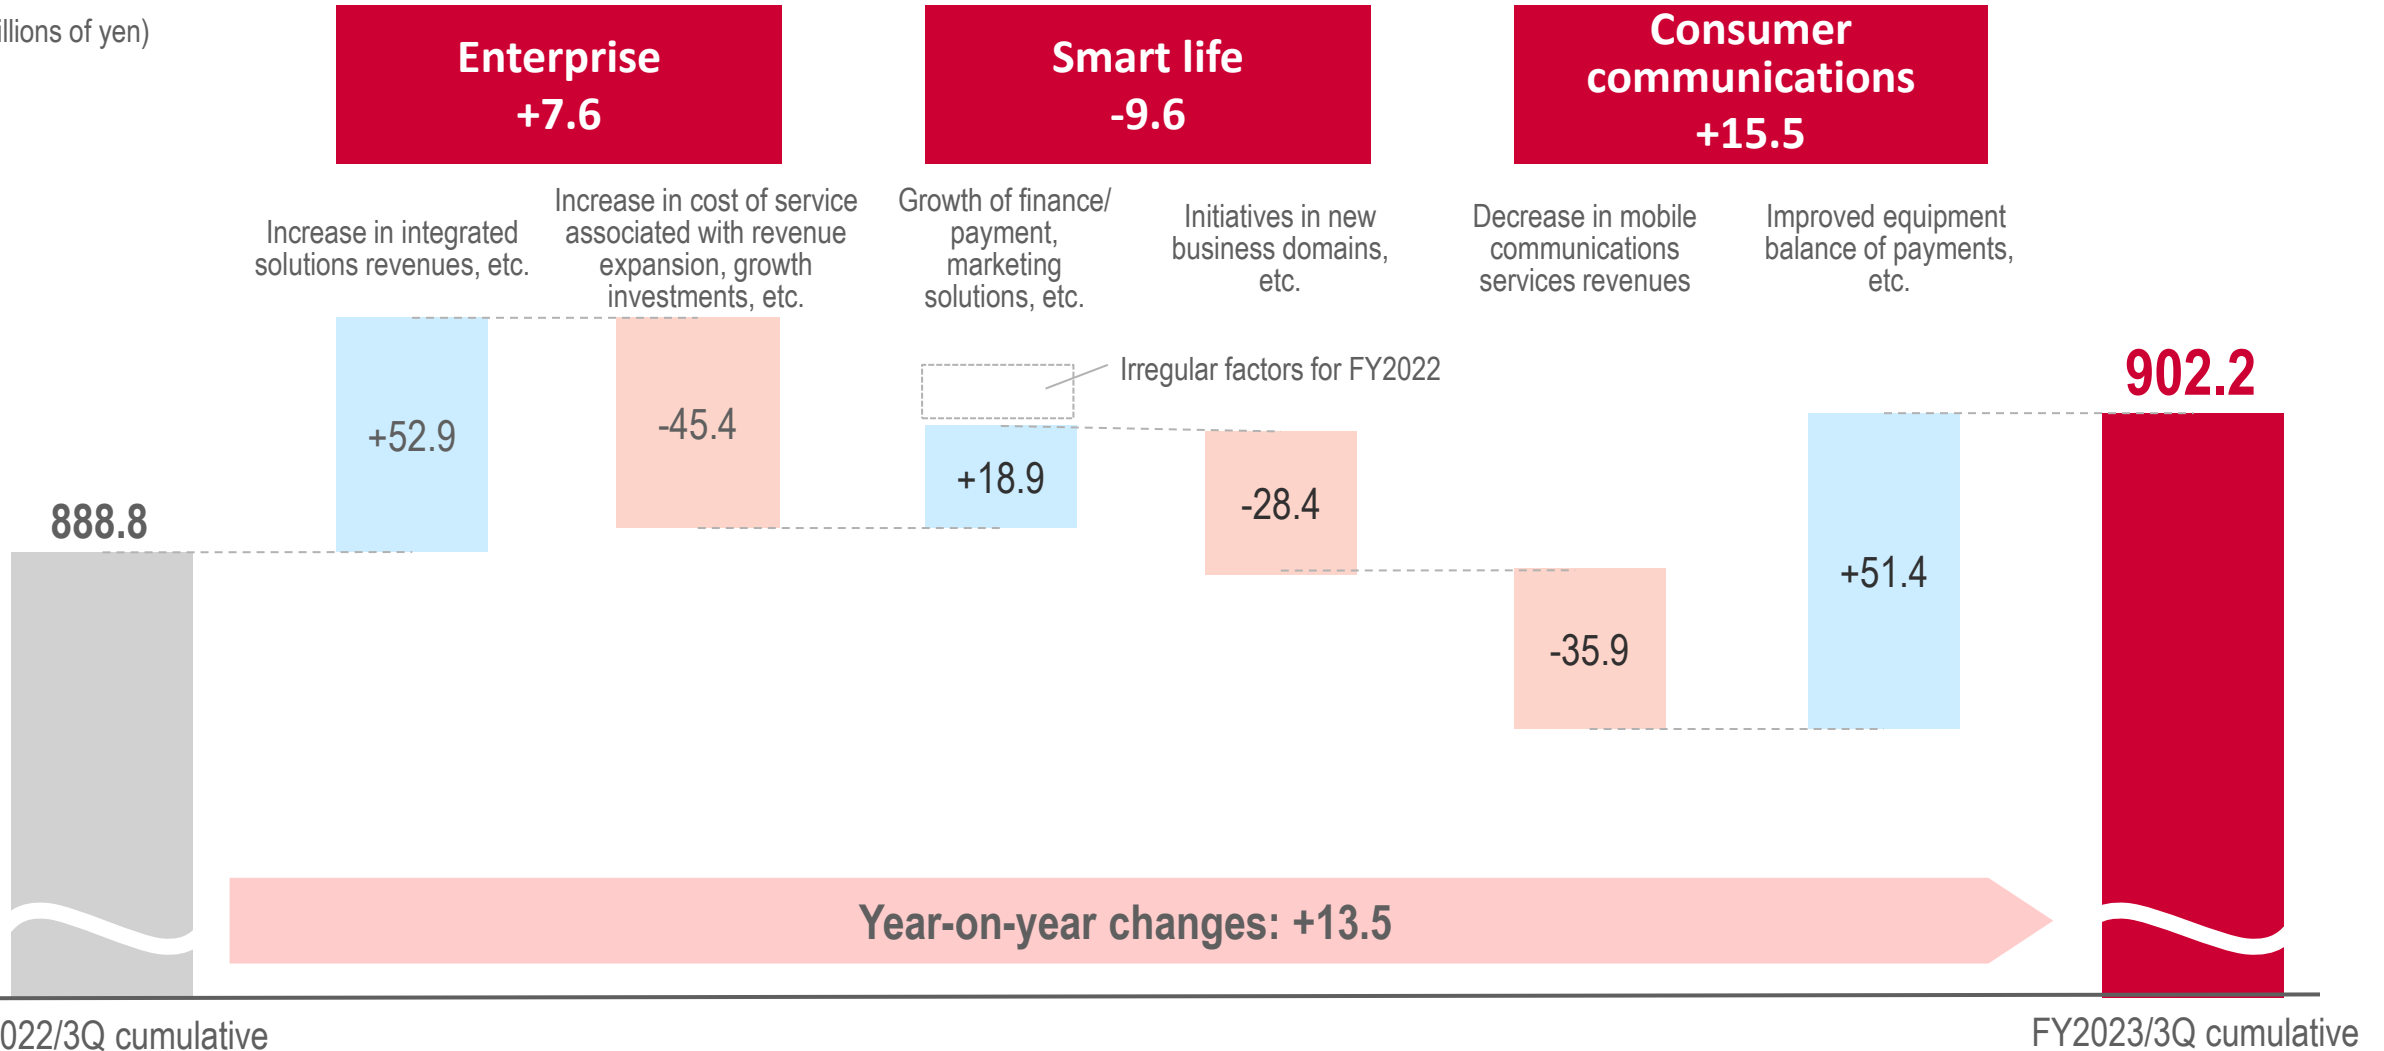 illions of yen)
Enterprise
+7.6
Smart life
-9.6
Consumer
communications
+15.5
Increase in integrated
solutions revenues, etc.
Increase in cost of service
associated with revenue
expansion, growth
investments, etc.
Growth of finance/
payment,
marketing
solutions, etc.
Initiatives in new
business domains,
etc.
Decrease in mobile
communications
services revenues
Improved equipment
balance of payments,
etc.
Irregular factors for FY2022
888.8
+52.9
-45.4
+18.9
-28.4
-35.9
+51.4
902.2
Year-on-year changes: +13.5
022/3Q cumulative
FY2023/3Q cumulative